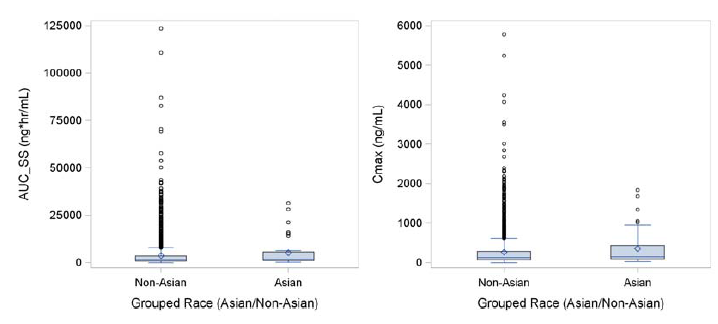 AUC_SS (ng*hr/mL)
125000
100000
75000
50000
25000
0
Non-Asian Asian
Grouped Race (Asian/Non-Asian)
Cmax (ng/mL)
6000
5000
4000
3000
2000
1000
0
Non-Asian Asian
Grouped Race (Asian/Non-Asian)